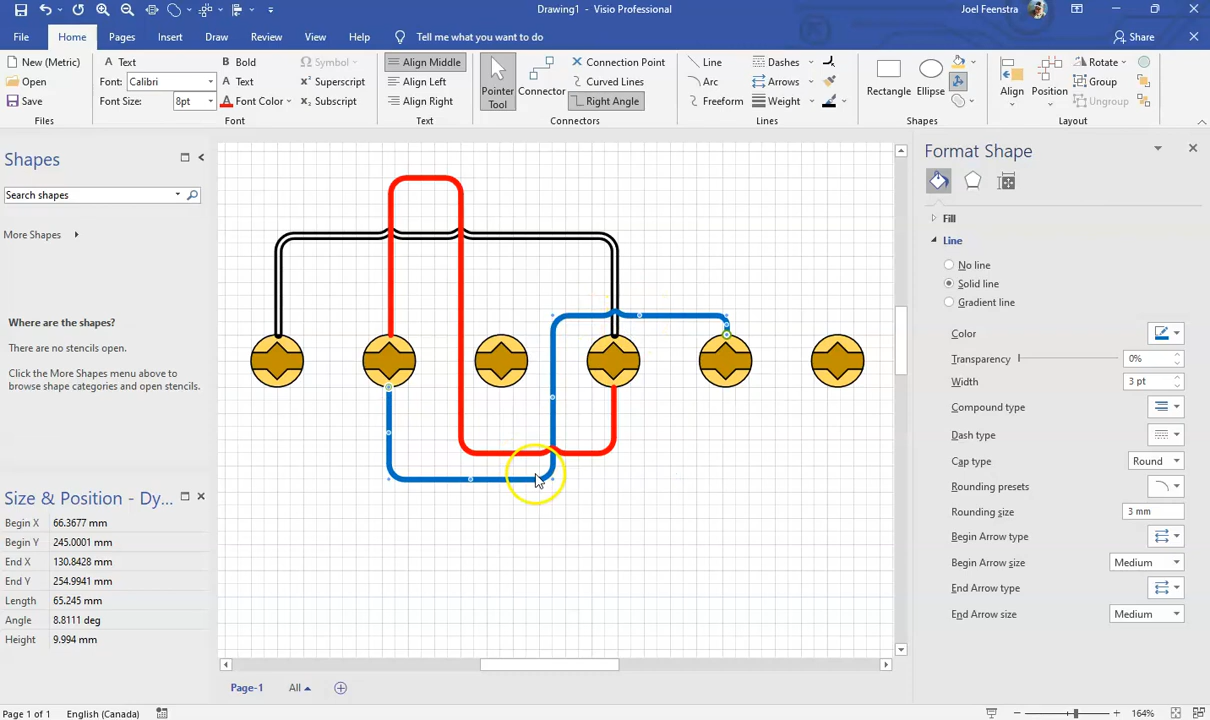 Drawing1 - Visio Professional
Joel Feenstra
File
Home
Pages
Insert
Draw
Review
View
Help
Tell me what you want to do
Share
New (Metric)
Open
Save
Files
Text
Font: Calibri
Font Size: 8pt
Bold
Text
Font Color
Symbol
Superscript
Subscript
Font
Align Middle
Align Left
Align Right
Text
Pointer Tool
Connector
Connection Point
Curved Lines
Right Angle
Connectors
Line
Arc
Freeform
Dashes
Arrows
Weight
Lines
Rectangle
Ellipse
Shapes
Align
Position
Rotate
Group
Ungroup
Layout
Shapes
Search shapes
More Shapes
Where are the shapes?
There are no stencils open.
Click the More Shapes menu above to
browse shape categories and open stencils.
Size & Position - Dy...
Begin X 66.3677 mm
Begin Y 245.0001 mm
End X 130.8428 mm
End Y 254.9941 mm
Length 65.245 mm
Angle 8.8111 deg
Height 9.994 mm
Format Shape
Fill
Line
No line
Solid line
Gradient line
Color
Transparency 0%
Width 3 pt
Compound type
Dash type
Cap type Round
Rounding presets
Rounding size 3 mm
Begin Arrow type
Begin Arrow size Medium
End Arrow type
End Arrow size Medium
Page-1
All
Page 1 of 1
English (Canada)
164%